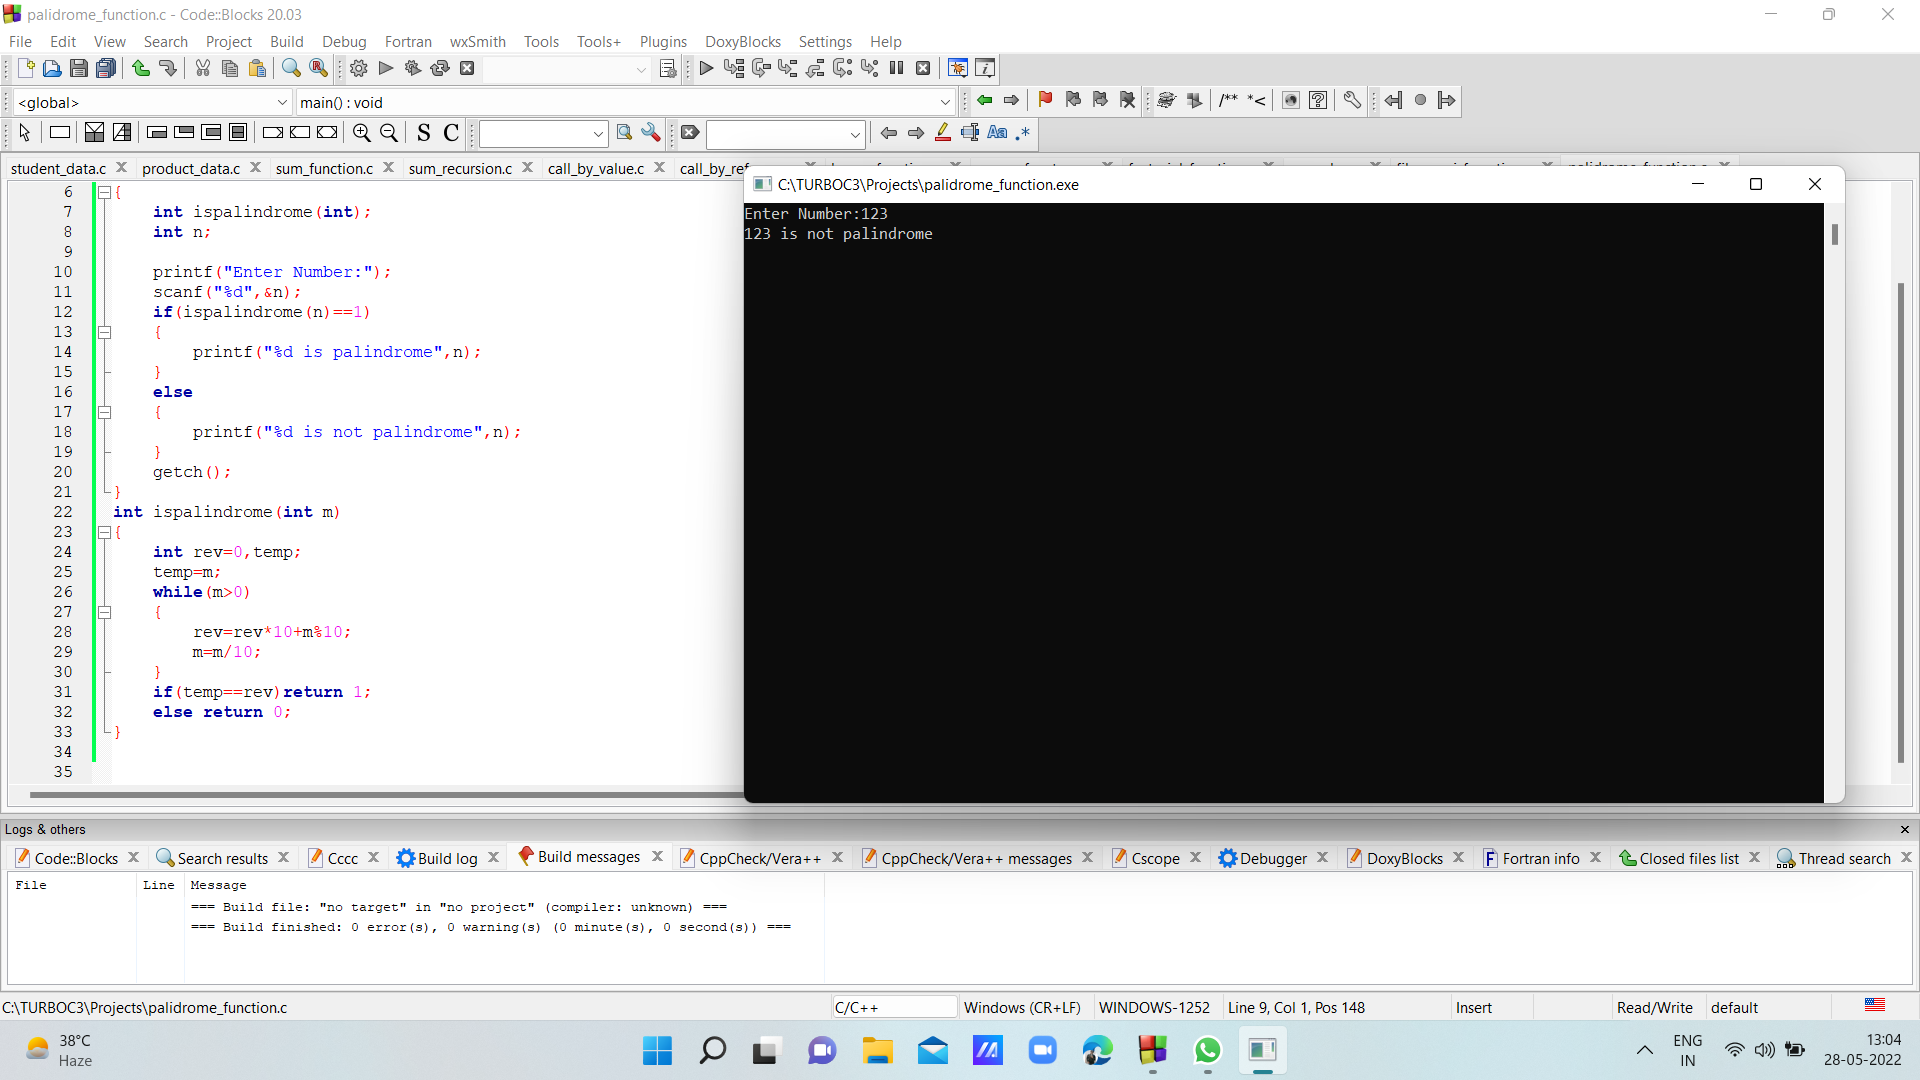 palidrome_function.c - Code::Blocks 20.03
File Edit View Search Project Build Debug Fortran wxSmith Tools Tools+ Plugins DoxyBlocks Settings Help
<global> main() : void
/** *<
S C Aa .*
student_data.c product_data.c sum_function.c sum_recursion.c call_by_value.c
C:\TURBOC3\Projects\palidrome_function.exe
Enter Number:123
123 is not palindrome
6 {
7 int ispalindrome(int);
8 int n;
9
10 printf("Enter Number:");
11 scanf("%d",&n);
12 if(ispalindrome(n)==1)
13 {
14 printf("%d is palindrome",n);
15 }
16 else
17 {
18 printf("%d is not palindrome",n);
19 }
20 getch();
21 }
22 int ispalindrome(int m)
23 {
24 int rev=0,temp;
25 temp=m;
26 while(m>0)
27 {
28 rev=rev*10+m%10;
29 m=m/10;
30 }
31 if(temp==rev)return 1;
32 else return 0;
33 }
34
35
Logs & others
Code::Blocks Search results Cccc Build log Build messages CppCheck/Vera++ CppCheck/Vera++ messages Cscope Debugger DoxyBlocks Fortran info Closed files list Thread search
File Line Message
=== Build file: "no target" in "no project" (compiler: unknown) ===
=== Build finished: 0 error(s), 0 warning(s) (0 minute(s), 0 second(s)) ===
C:\TURBOC3\Projects\palidrome_function.c C/C++ Windows (CR+LF) WINDOWS-1252 Line 9, Col 1, Pos 148 Insert Read/Write default
38°C
Haze
ENG
IN
13:04
28-05-2022